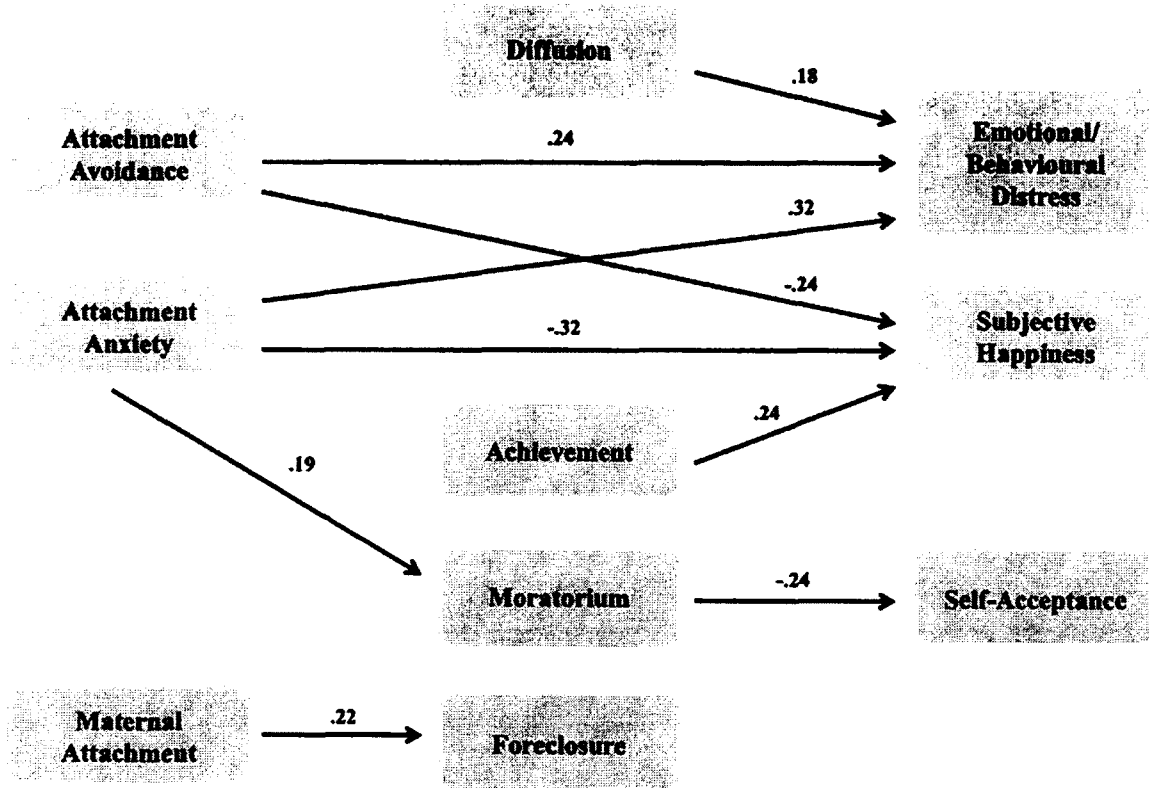 Diffusion
.18
Attachment
Avoidance
.24
Emotional/
Behavioural
Distress
.32
Attachment
Anxiety
-.24
-.32
Subjective
Happiness
.24
Achievement
.19
Moratorium
-.24
Self-Acceptance
Maternal
Attachment
.22
Foreclosure